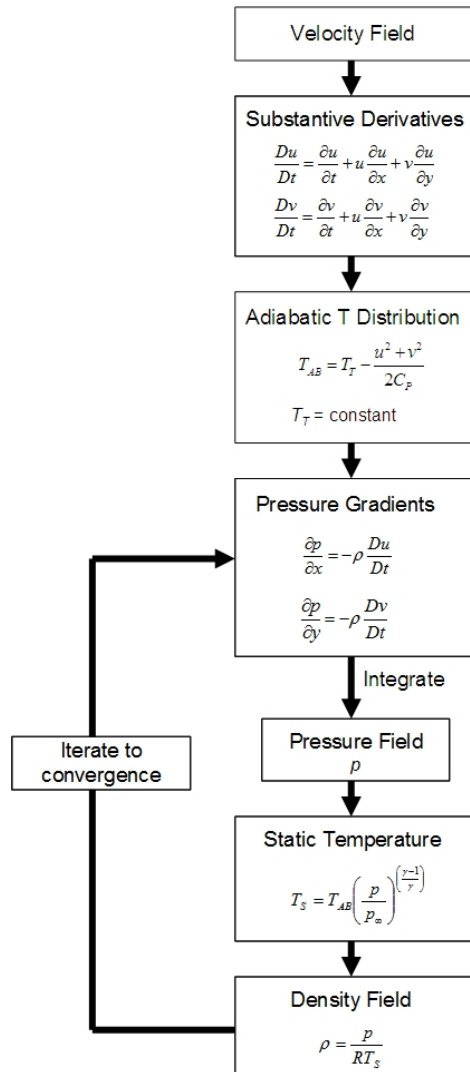 Velocity Field
Substantive Derivatives
Du/Dt = ∂u/∂t + u ∂u/∂x + v ∂u/∂y
Dv/Dt = ∂v/∂t + u ∂v/∂x + v ∂v/∂y
Adiabatic T Distribution
T_AB = T_T − (u² + v²)/(2C_P)
T_T = constant
Pressure Gradients
∂p/∂x = −ρ Du/Dt
∂p/∂y = −ρ Dv/Dt
Integrate
Pressure Field
p
Iterate to
convergence
Static Temperature
T_S = T_AB (p/p_∞)^((γ−1)/γ)
Density Field
ρ = p/(RT_S)